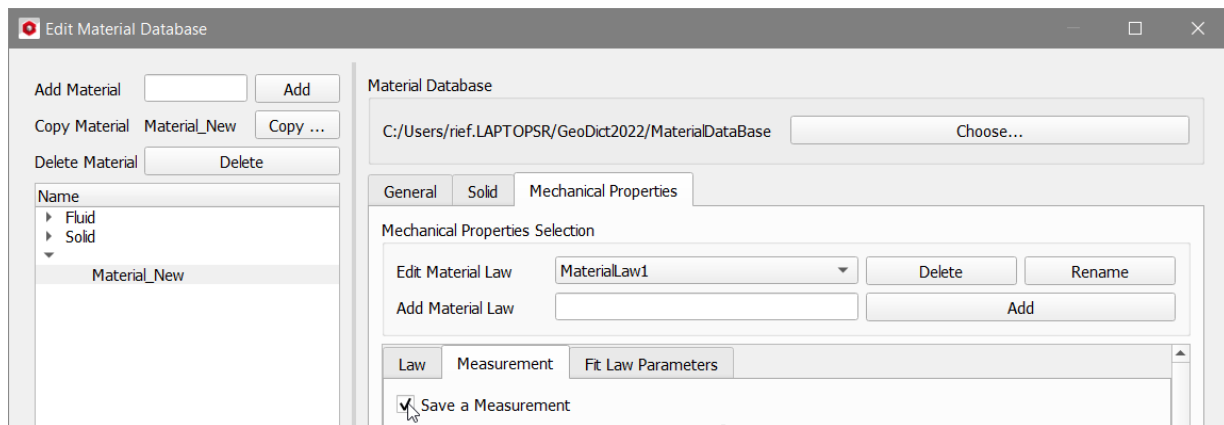 Edit Material Database
Add Material Add
Copy Material Material_New Copy ...
Delete Material Delete
Name
Fluid
Solid
Material_New
Material Database
C:/Users/rief.LAPTOPSR/GeoDict2022/MaterialDataBase Choose...
General Solid Mechanical Properties
Mechanical Properties Selection
Edit Material Law MaterialLaw1 Delete Rename
Add Material Law Add
Law Measurement Fit Law Parameters
Save a Measurement